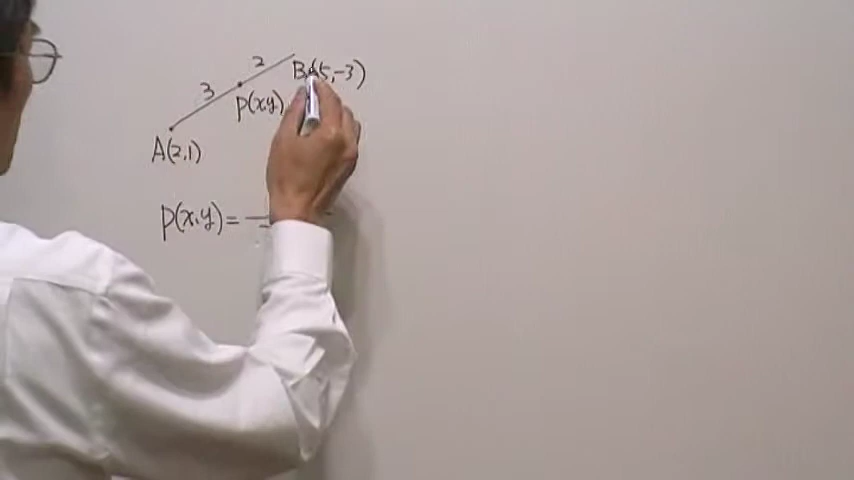 2
B(5,-3)
3
P(x,y)
A(2,1)
P(x,y)=